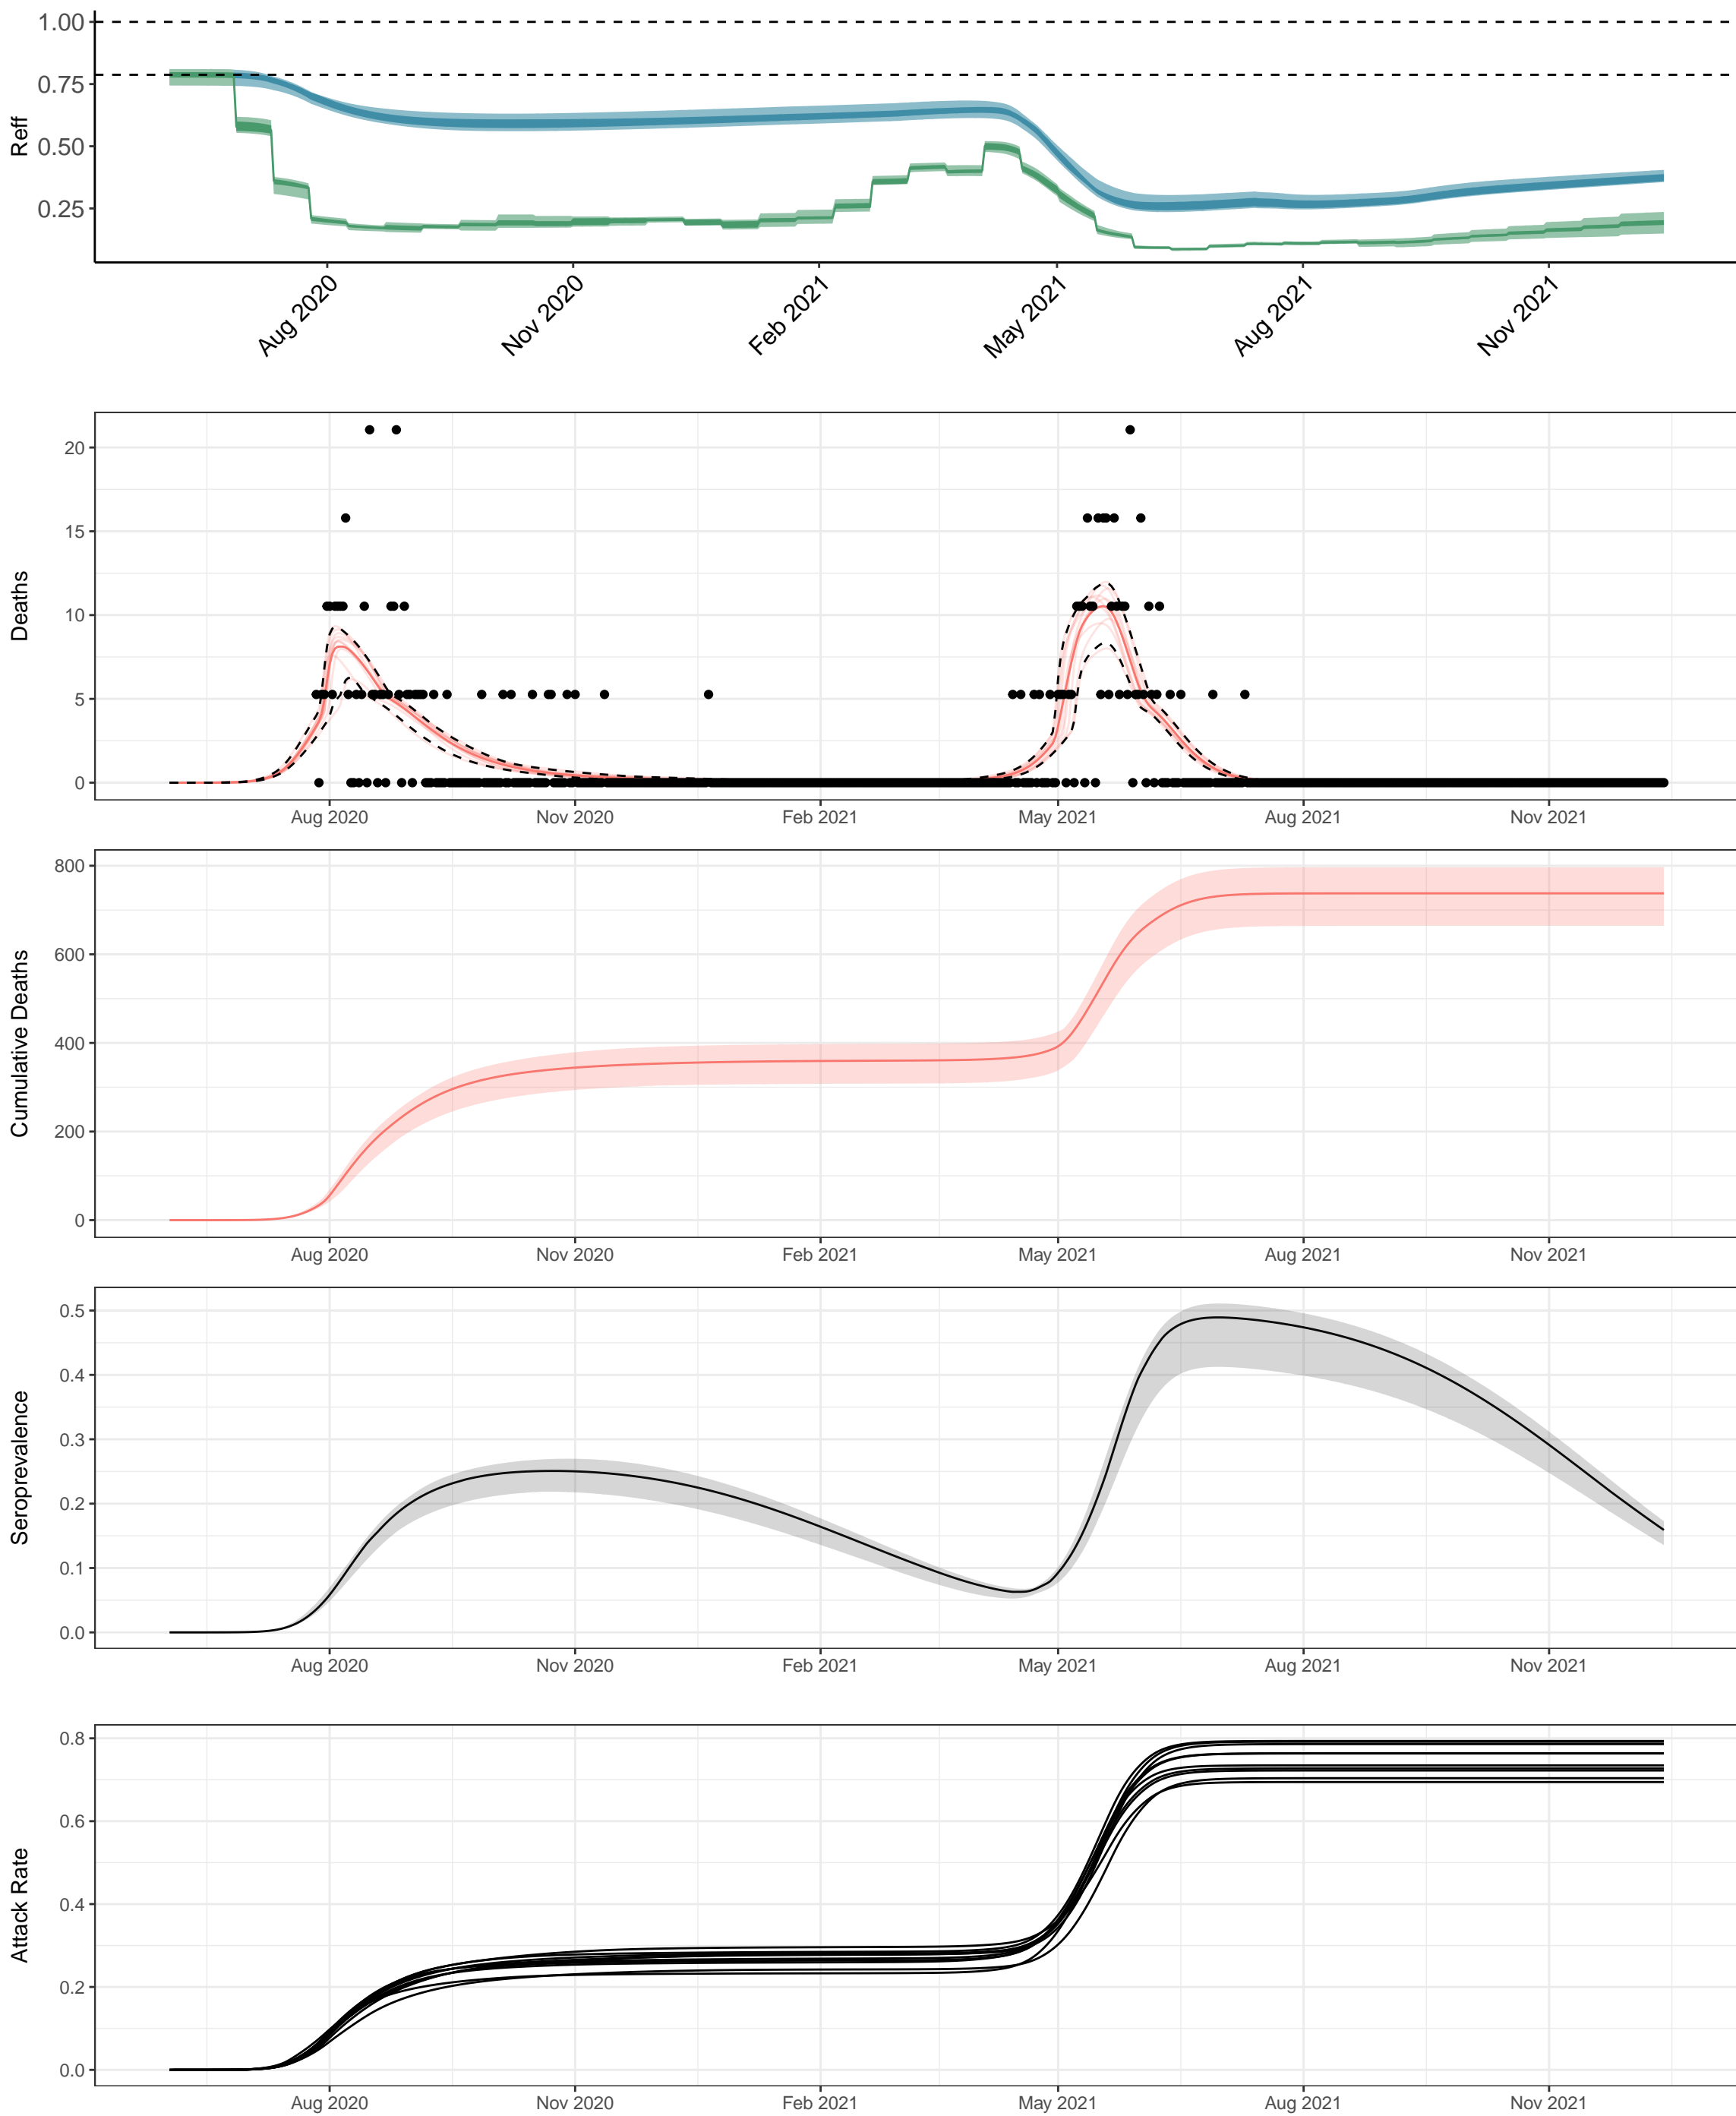 Reff
1.00
0.75
0.50
0.25
Aug 2020
Nov 2020
Feb 2021
May 2021
Aug 2021
Nov 2021
Deaths
20
15
10
5
0
Aug 2020
Nov 2020
Feb 2021
May 2021
Aug 2021
Nov 2021
Cumulative Deaths
800
600
400
200
0
Aug 2020
Nov 2020
Feb 2021
May 2021
Aug 2021
Nov 2021
Seroprevalence
0.5
0.4
0.3
0.2
0.1
0.0
Aug 2020
Nov 2020
Feb 2021
May 2021
Aug 2021
Nov 2021
Attack Rate
0.8
0.6
0.4
0.2
0.0
Aug 2020
Nov 2020
Feb 2021
May 2021
Aug 2021
Nov 2021